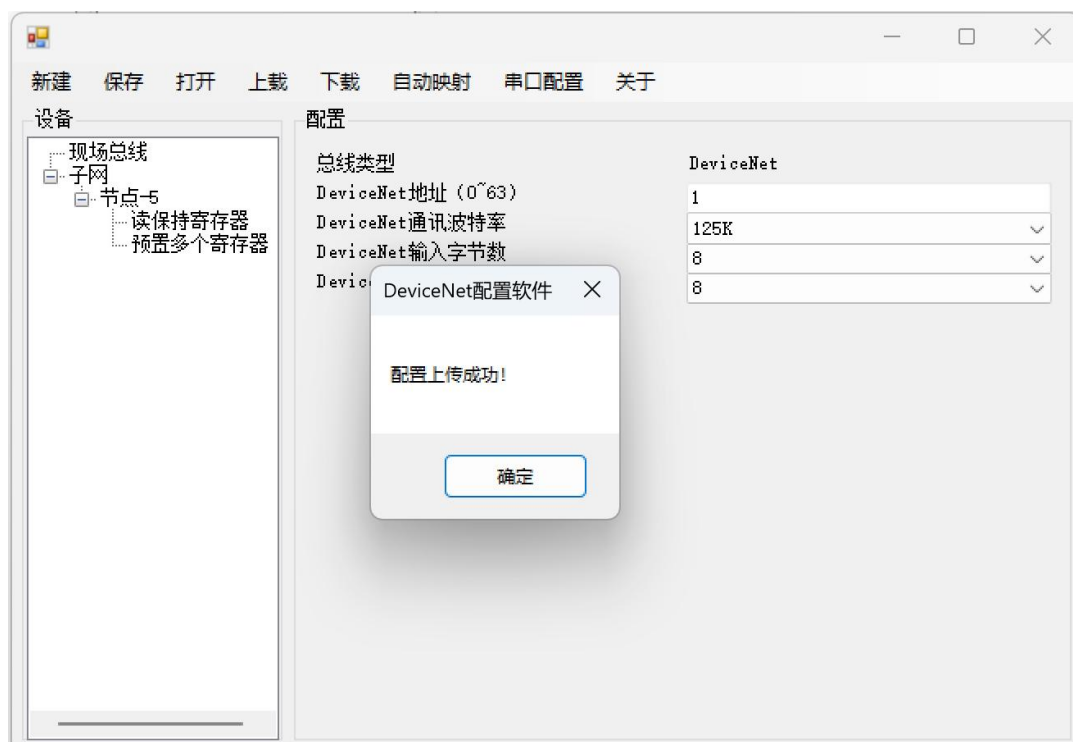 新建 保存 打开 上载 下载 自动映射 串口配置 关于
设备
现场总线
子网
节点-5
读保持寄存器
预置多个寄存器
配置
总线类型 DeviceNet
DeviceNet地址（0~63） 1
DeviceNet通讯波特率 125K
DeviceNet输入字节数 8
Devic 8
DeviceNet配置软件
配置上传成功!
确定